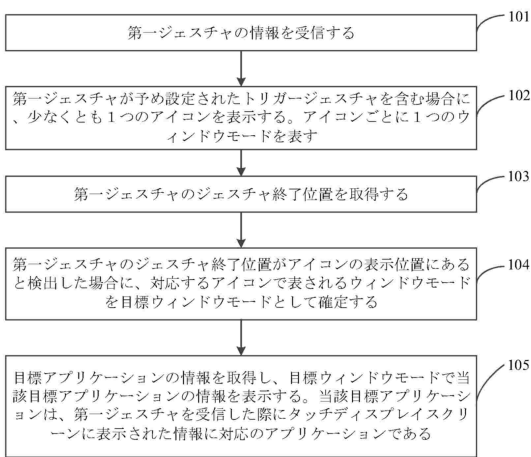 第一ジェスチャの情報を受信する
101
第一ジェスチャが予め設定されたトリガージェスチャを含む場合に
、少なくとも１つのアイコンを表示する。アイコンごとに１つのウ
ィンドウモードを表す
102
第一ジェスチャのジェスチャ終了位置を取得する
103
第一ジェスチャのジェスチャ終了位置がアイコンの表示位置にある
と検出した場合に、対応するアイコンで表されるウィンドウモード
を目標ウィンドウモードとして確定する
104
目標アプリケーションの情報を取得し、目標ウィンドウモードで当
該目標アプリケーションの情報を表示する。当該目標アプリケーシ
ョンは、第一ジェスチャを受信した際にタッチディスプレイスクリ
ーンに表示された情報に対応のアプリケーションである
105